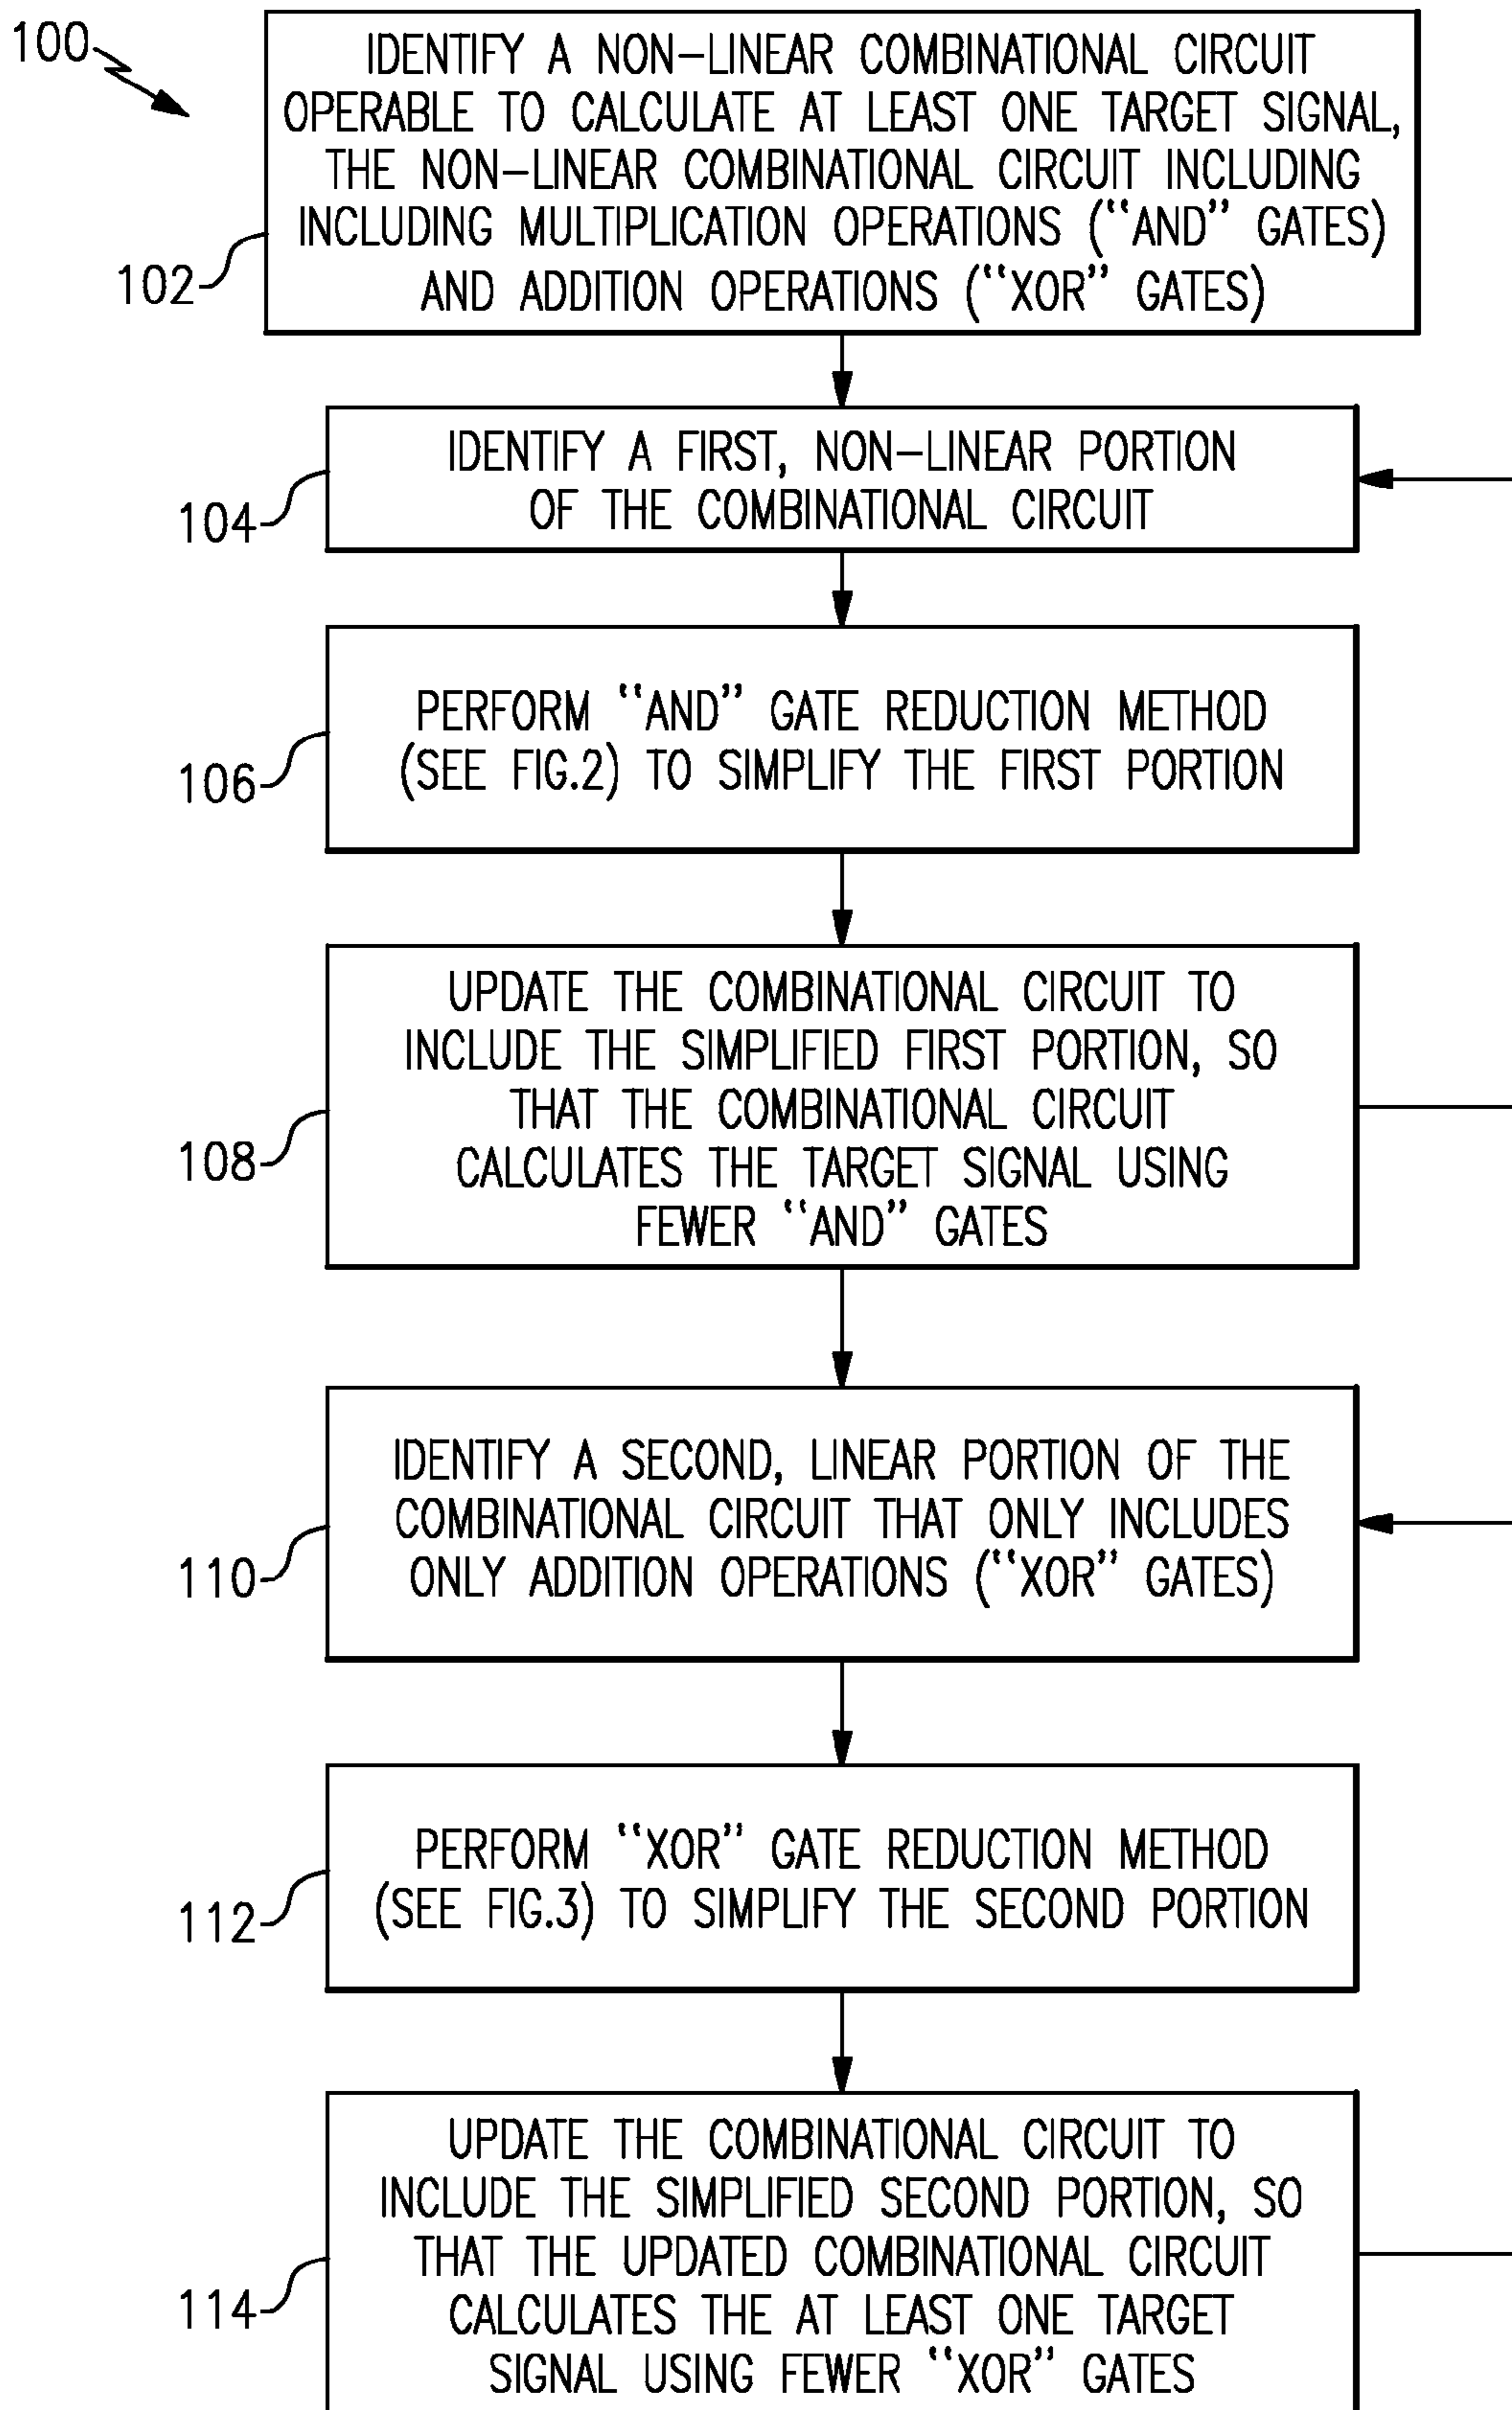 100
IDENTIFY A NON-LINEAR COMBINATIONAL CIRCUIT
OPERABLE TO CALCULATE AT LEAST ONE TARGET SIGNAL,
THE NON-LINEAR COMBINATIONAL CIRCUIT INCLUDING
INCLUDING MULTIPLICATION OPERATIONS (“AND” GATES)
AND ADDITION OPERATIONS (“XOR” GATES)
102
IDENTIFY A FIRST, NON-LINEAR PORTION
OF THE COMBINATIONAL CIRCUIT
104
PERFORM “AND” GATE REDUCTION METHOD
(SEE FIG.2) TO SIMPLIFY THE FIRST PORTION
106
UPDATE THE COMBINATIONAL CIRCUIT TO
INCLUDE THE SIMPLIFIED FIRST PORTION, SO
THAT THE COMBINATIONAL CIRCUIT
CALCULATES THE TARGET SIGNAL USING
FEWER “AND” GATES
108
IDENTIFY A SECOND, LINEAR PORTION OF THE
COMBINATIONAL CIRCUIT THAT ONLY INCLUDES
ONLY ADDITION OPERATIONS (“XOR” GATES)
110
PERFORM “XOR” GATE REDUCTION METHOD
(SEE FIG.3) TO SIMPLIFY THE SECOND PORTION
112
UPDATE THE COMBINATIONAL CIRCUIT TO
INCLUDE THE SIMPLIFIED SECOND PORTION, SO
THAT THE UPDATED COMBINATIONAL CIRCUIT
CALCULATES THE AT LEAST ONE TARGET
SIGNAL USING FEWER “XOR” GATES
114